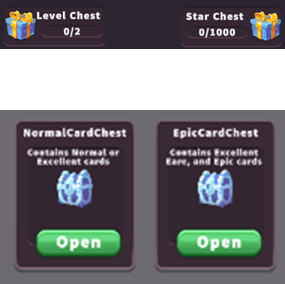 Level Chest
0/2
Star Chest
0/1000
NormalCardChest
Contains Normal or
Excellent cards
Open
EpicCardChest
Contains Excellent
Eare, and Epic cards
Open